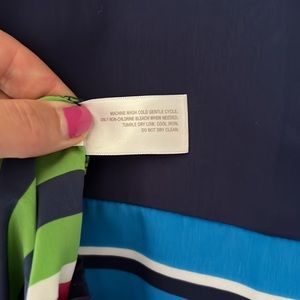 MACHINE WASH COLD GENTLE CYCLE.
ONLY NON-CHLORINE BLEACH WHEN NEEDED.
TUMBLE DRY LOW, COOL IRON.
DO NOT DRY CLEAN.